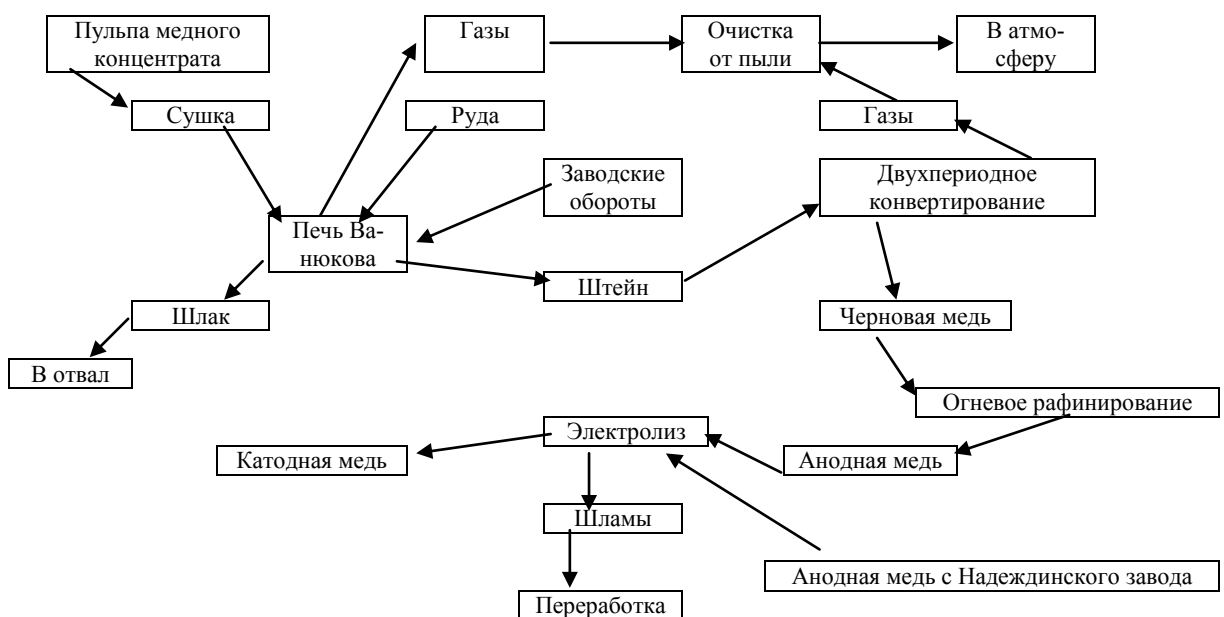 Пульпа медного
концентрата
Газы
Очистка
от пыли
В атмо-
сферу
Сушка
Руда
Газы
Заводские
обороты
Двухпериодное
конвертирование
Печь Ва-
нюкова
Штейн
Шлак
Черновая медь
В отвал
Огневое рафинирование
Электролиз
Катодная медь
Анодная медь
Шламы
Анодная медь с Надеждинского завода
Переработка